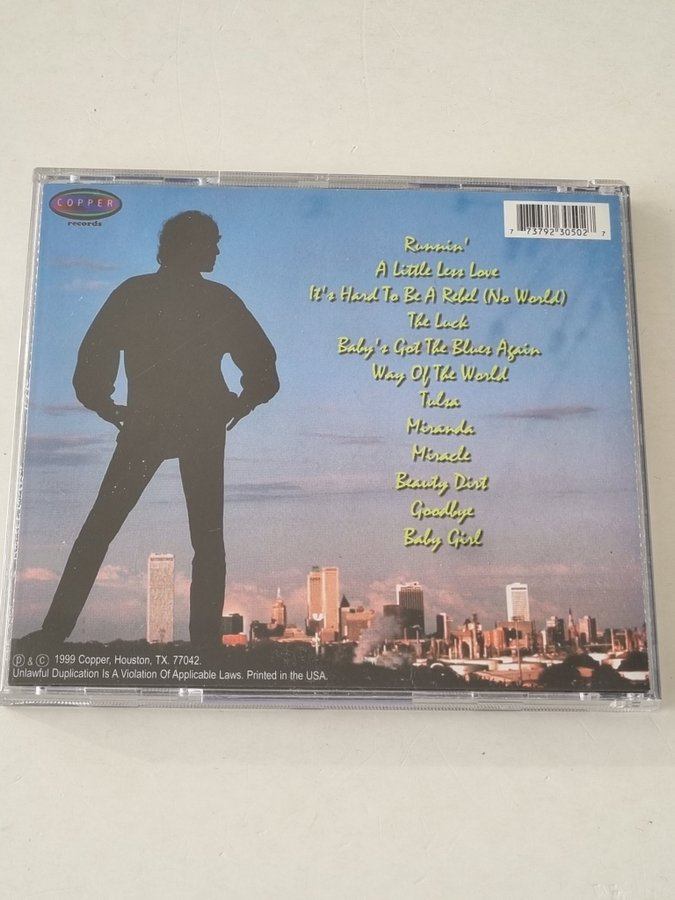 COPPER
records
7 73792 30502 7
Runnin'
A Little Less Love
It's Hard To Be A Rebel (No World)
The Luck
Baby's Got The Blues Again
Way Of The World
Tulsa
Miranda
Miracle
Beauty Dirt
Goodbye
Baby Girl
Ⓟ & © 1999 Copper, Houston, TX. 77042.
Unlawful Duplication Is A Violation Of Applicable Laws. Printed in the USA.